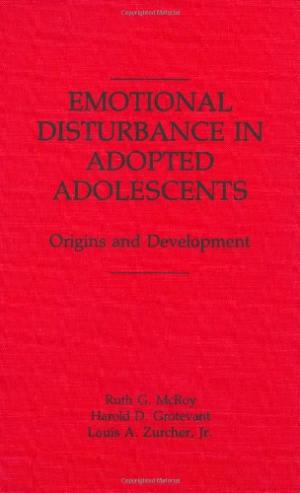 EMOTIONAL
DISTURBANCE IN
ADOPTED
ADOLESCENTS
Origins and Development
Ruth G. McRoy
Harold D. Grotevant
Louis A. Zurcher, Jr.